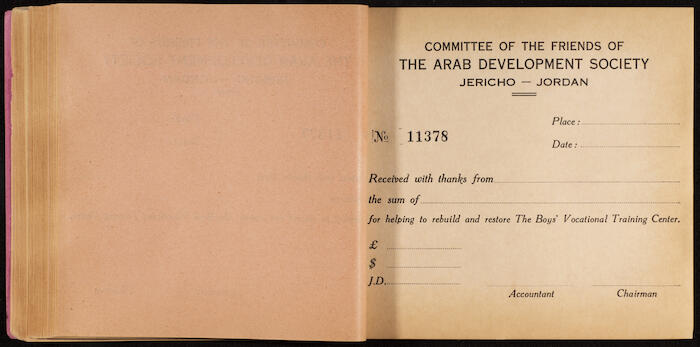 COMMITTEE OF THE FRIENDS OF
THE ARAB DEVELOPMENT SOCIETY
JERICHO — JORDAN
Place :
Date :
№ 11378
Received with thanks from
the sum of
for helping to rebuild and restore The Boys' Vocational Training Center.
£
$
J.D.
Accountant Chairman